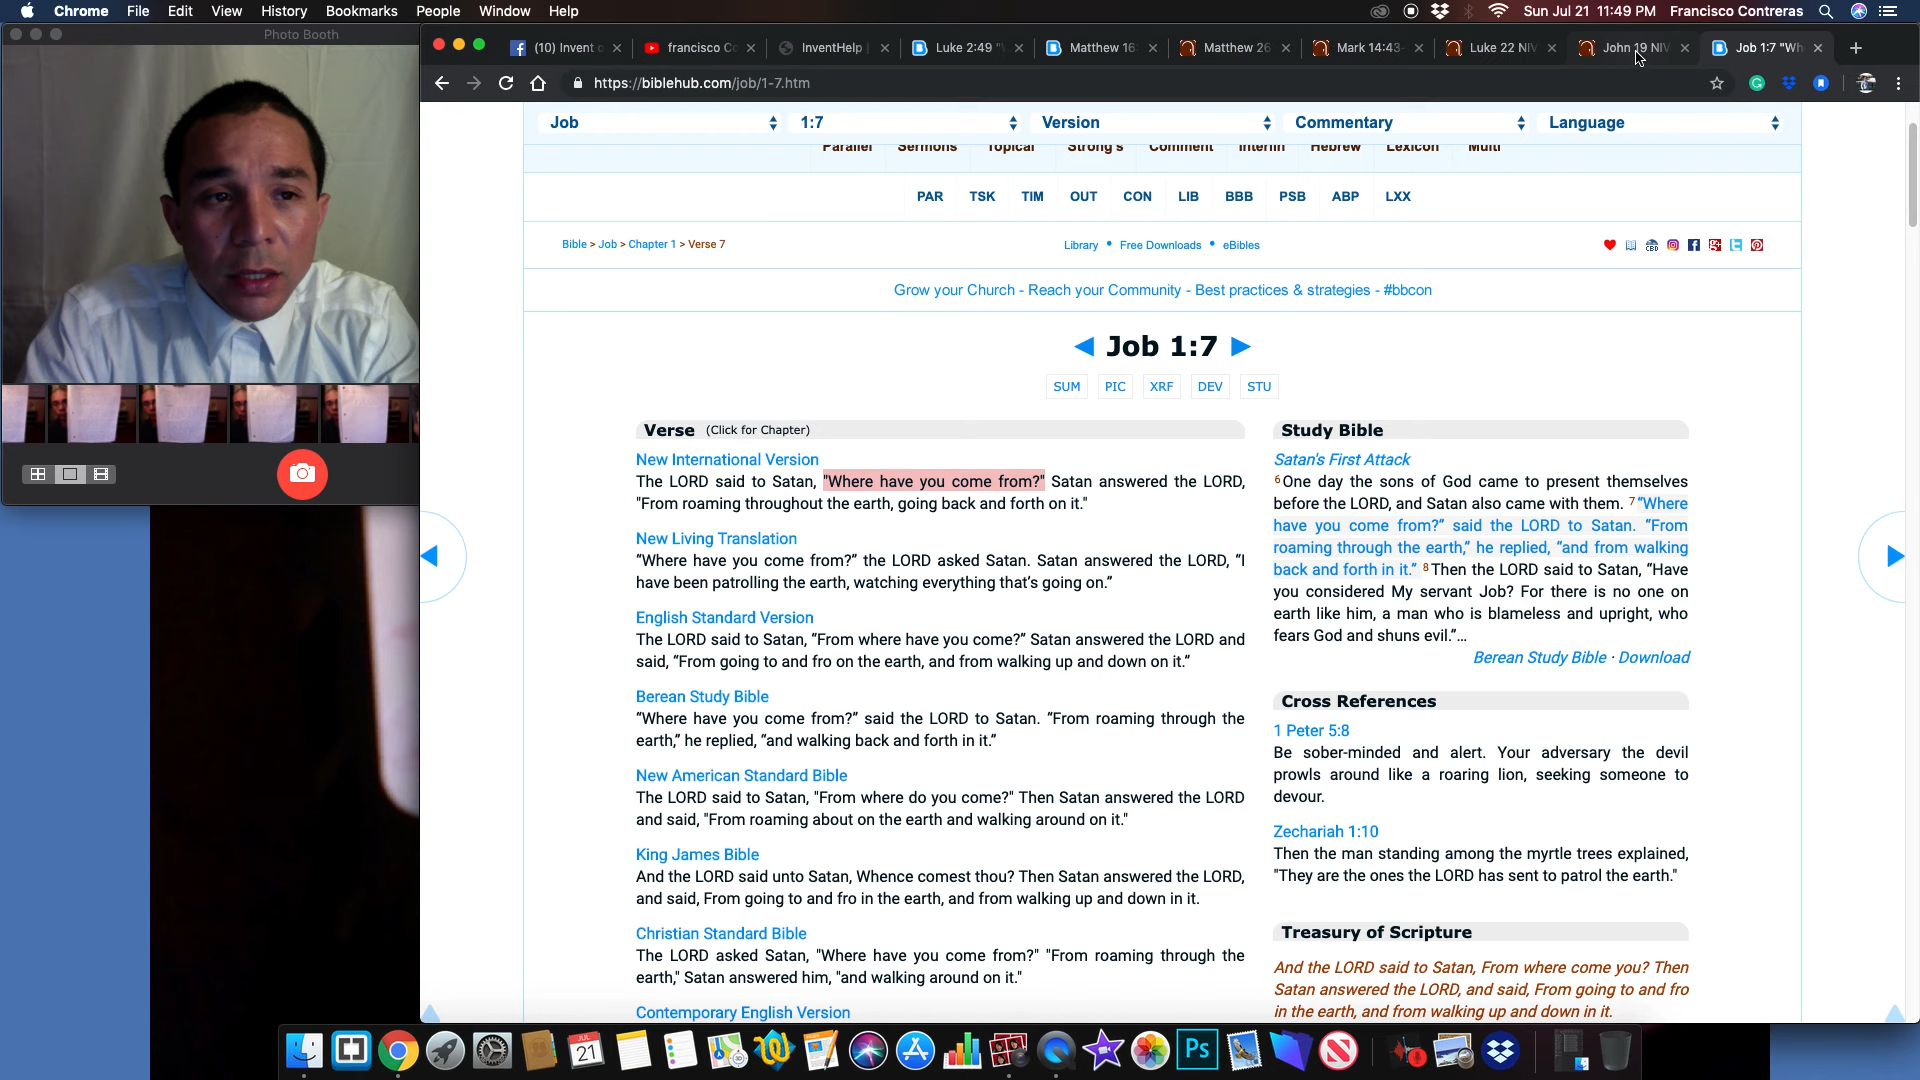 Chrome File Edit View History Bookmarks People Window Help
Sun Jul 21 11:49 PM Francisco Contreras
Photo Booth
(10) Invent o
francisco Co
InventHelp
Luke 2:49 "W
Matthew 16:
Matthew 26
Mark 14:43-
Luke 22 NIV
John 19 NIV
Job 1:7 "Wh
https://biblehub.com/job/1-7.htm
Job 1:7 Version Commentary Language
Parallel Sermons Topical Strong's Comment Interlin Hebrew Lexicon Multi
PAR TSK TIM OUT CON LIB BBB PSB ABP LXX
Bible > Job > Chapter 1 > Verse 7
Library • Free Downloads • eBibles
Grow your Church - Reach your Community - Best practices & strategies - #bbcon
◄ Job 1:7 ►
SUM PIC XRF DEV STU
Verse (Click for Chapter)
New International Version
The LORD said to Satan, "Where have you come from?" Satan answered the LORD,
"From roaming throughout the earth, going back and forth on it."
New Living Translation
“Where have you come from?” the LORD asked Satan. Satan answered the LORD, “I
have been patrolling the earth, watching everything that’s going on.”
English Standard Version
The LORD said to Satan, “From where have you come?” Satan answered the LORD and
said, “From going to and fro on the earth, and from walking up and down on it.”
Berean Study Bible
“Where have you come from?” said the LORD to Satan. “From roaming through the
earth,” he replied, “and walking back and forth in it.”
New American Standard Bible
The LORD said to Satan, "From where do you come?" Then Satan answered the LORD
and said, "From roaming about on the earth and walking around on it."
King James Bible
And the LORD said unto Satan, Whence comest thou? Then Satan answered the LORD,
and said, From going to and fro in the earth, and from walking up and down in it.
Christian Standard Bible
The LORD asked Satan, "Where have you come from?" "From roaming through the
earth," Satan answered him, "and walking around on it."
Contemporary English Version
Study Bible
Satan's First Attack
6One day the sons of God came to present themselves
before the LORD, and Satan also came with them. 7“Where
have you come from?” said the LORD to Satan. “From
roaming through the earth,” he replied, “and from walking
back and forth in it.” 8Then the LORD said to Satan, “Have
you considered My servant Job? For there is no one on
earth like him, a man who is blameless and upright, who
fears God and shuns evil.”…
Berean Study Bible · Download
Cross References
1 Peter 5:8
Be sober-minded and alert. Your adversary the devil
prowls around like a roaring lion, seeking someone to
devour.
Zechariah 1:10
Then the man standing among the myrtle trees explained,
"They are the ones the LORD has sent to patrol the earth."
Treasury of Scripture
And the LORD said to Satan, From where come you? Then
Satan answered the LORD, and said, From going to and fro
in the earth, and from walking up and down in it.
JUL
21
Ps